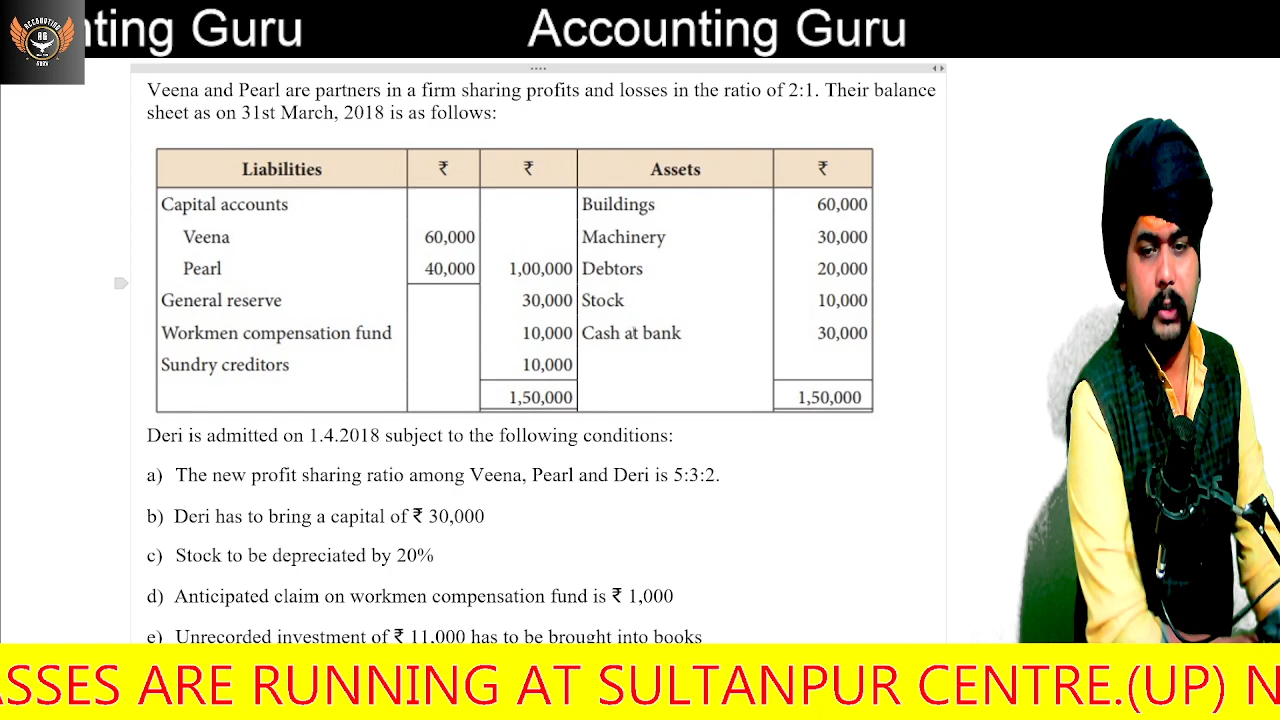 nting Guru Accounting Guru
ACCOUNTING
AG
GURU
Veena and Pearl are partners in a firm sharing profits and losses in the ratio of 2:1. Their balance
sheet as on 31st March, 2018 is as follows:
Liabilities ₹ ₹ Assets ₹
Capital accounts Buildings 60,000
Veena 60,000 Machinery 30,000
Pearl 40,000 1,00,000 Debtors 20,000
General reserve 30,000 Stock 10,000
Workmen compensation fund 10,000 Cash at bank 30,000
Sundry creditors 10,000
1,50,000 1,50,000
Deri is admitted on 1.4.2018 subject to the following conditions:
a) The new profit sharing ratio among Veena, Pearl and Deri is 5:3:2.
b) Deri has to bring a capital of ₹ 30,000
c) Stock to be depreciated by 20%
d) Anticipated claim on workmen compensation fund is ₹ 1,000
e) Unrecorded investment of ₹ 11,000 has to be brought into books
ASSES ARE RUNNING AT SULTANPUR CENTRE.(UP) N